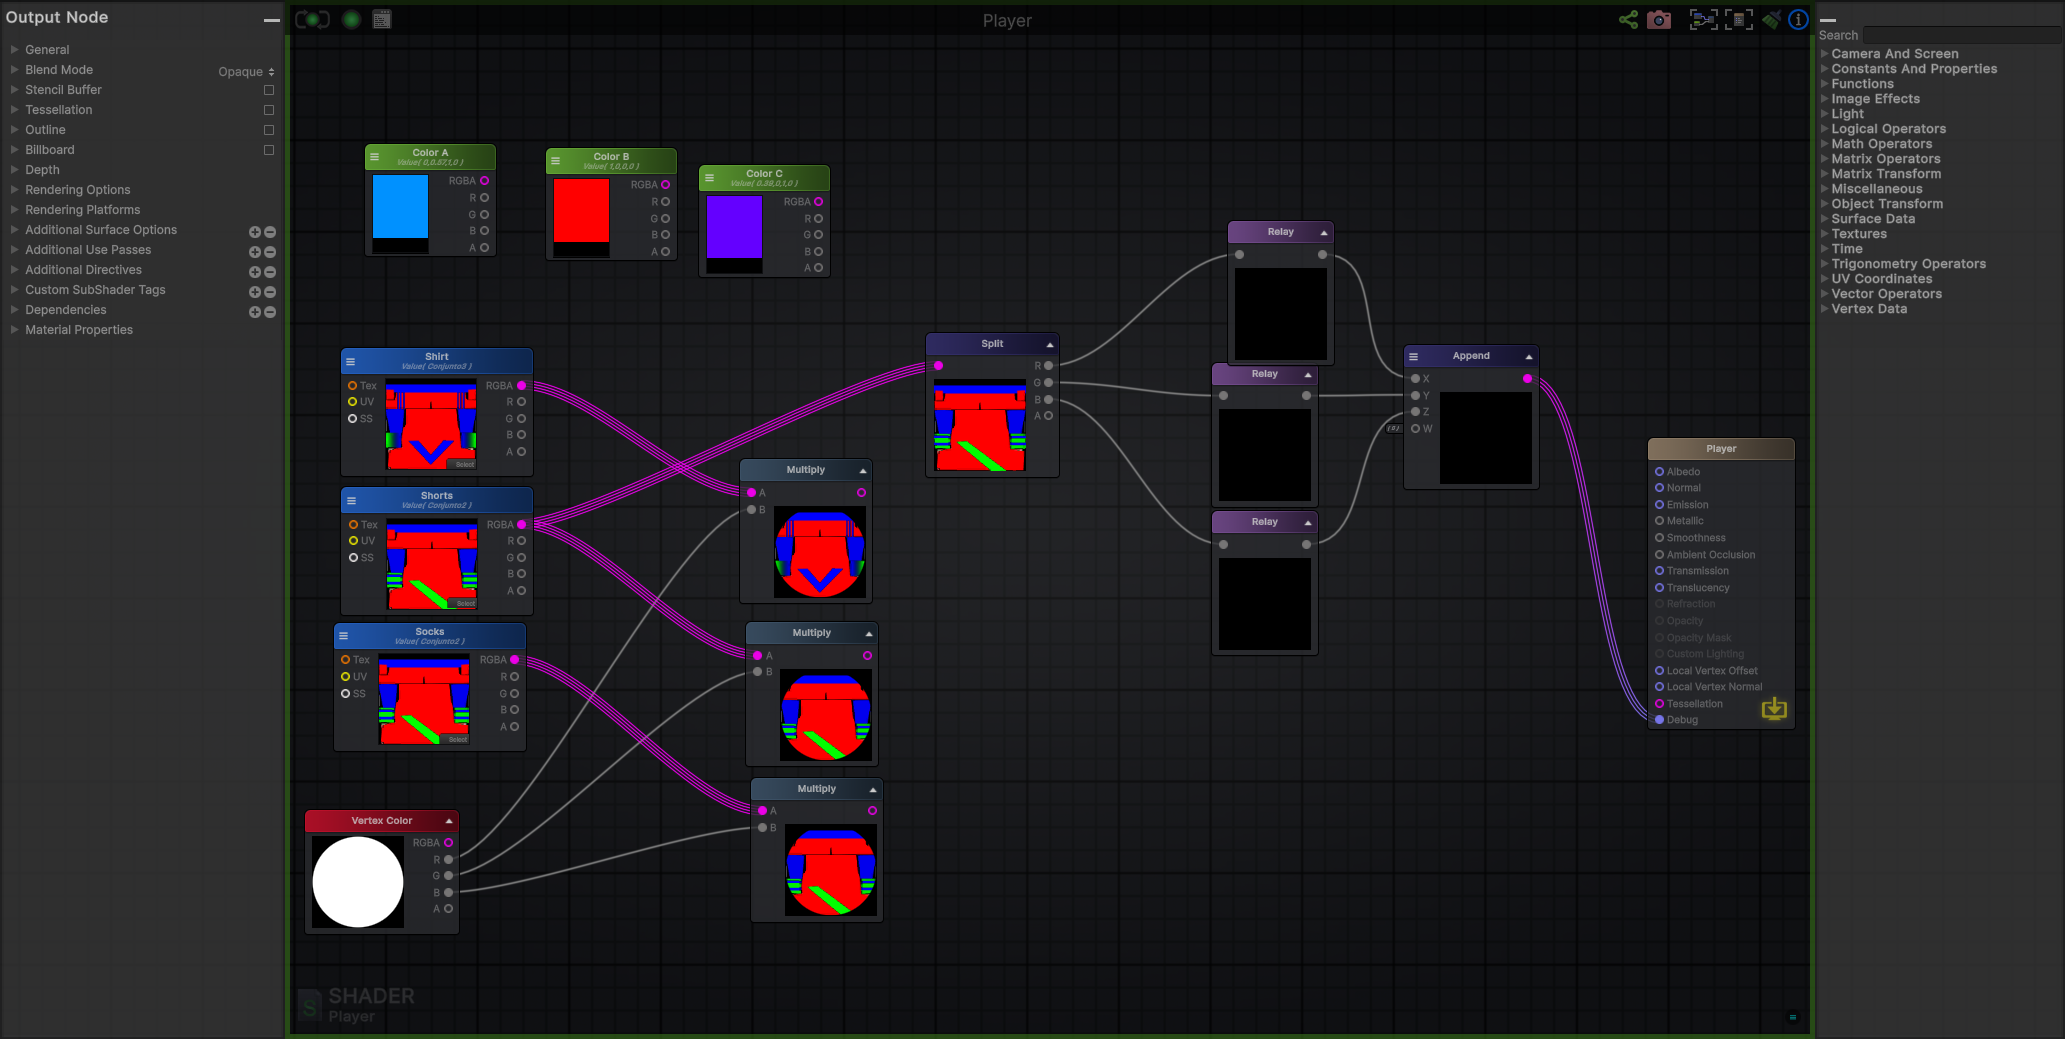 Output Node
General
Blend Mode
Opaque
Stencil Buffer
Tessellation
Outline
Billboard
Depth
Rendering Options
Rendering Platforms
Additional Surface Options
Additional Use Passes
Additional Directives
Custom SubShader Tags
Dependencies
Material Properties
Player
Color A
Value( 0,0.57,1,0 )
RGBA
R
G
B
A
Color B
Value( 1,0,0,0 )
RGBA
R
G
B
A
Color C
Value( 0.39,0,1,0 )
RGBA
R
G
B
A
Shirt
Value( Conjunto3 )
Tex
UV
SS
RGBA
R
G
B
A
Select
Shorts
Value( Conjunto2 )
Tex
UV
SS
RGBA
R
G
B
A
Select
Socks
Value( Conjunto2 )
Tex
UV
SS
RGBA
R
G
B
A
Select
Vertex Color
RGBA
R
G
B
A
Multiply
A
B
Multiply
A
B
Multiply
A
B
Split
R
G
B
A
Relay
Relay
Relay
Append
X
Y
Z
W
Player
Albedo
Normal
Emission
Metallic
Smoothness
Ambient Occlusion
Transmission
Translucency
Refraction
Opacity
Opacity Mask
Custom Lighting
Local Vertex Offset
Local Vertex Normal
Tessellation
Debug
S
SHADER
Player
Search
Camera And Screen
Constants And Properties
Functions
Image Effects
Light
Logical Operators
Math Operators
Matrix Operators
Matrix Transform
Miscellaneous
Object Transform
Surface Data
Textures
Time
Trigonometry Operators
UV Coordinates
Vector Operators
Vertex Data